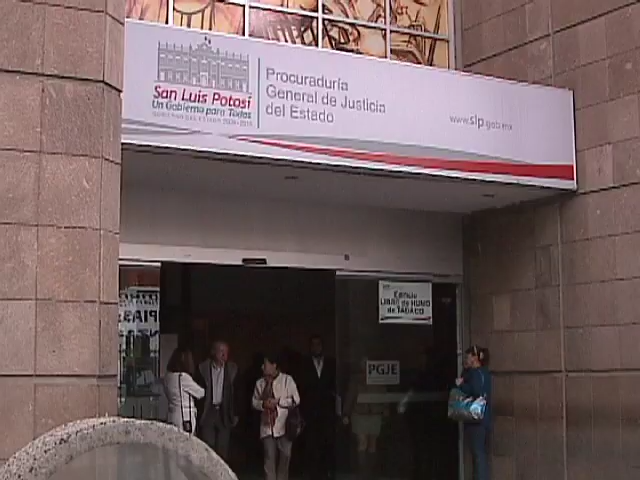 San Luis Potosí
Un Gobierno para Todos
Procuraduría
General de Justicia
del Estado
www.slp.gob.mx
Edificio
LIBRE de HUMO
de TABACO
PGJE